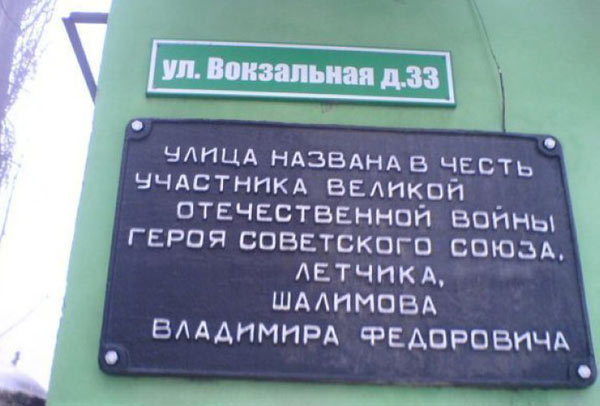 ул. Вокзальная д.33
УЛИЦА НАЗВАНА В ЧЕСТЬ
УЧАСТНИКА ВЕЛИКОЙ
ОТЕЧЕСТВЕННОЙ ВОЙНЫ
ГЕРОЯ СОВЕТСКОГО СОЮЗА,
ЛЕТЧИКА,
ШАЛИМОВА
ВЛАДИМИРА ФЕДОРОВИЧА